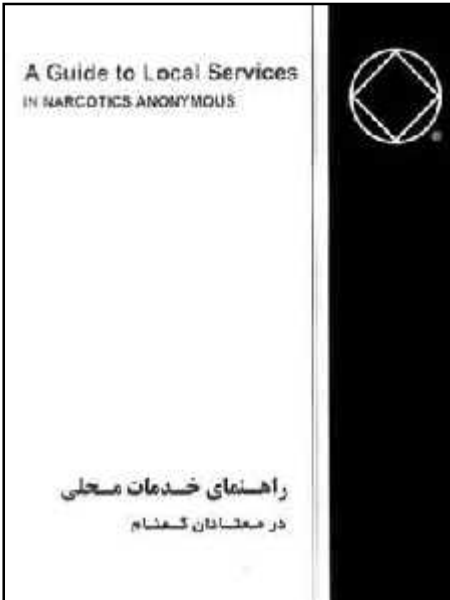 A Guide to Local Services
IN NARCOTICS ANONYMOUS
®
راهنمای خدمات محلی
در معتادان گمنام